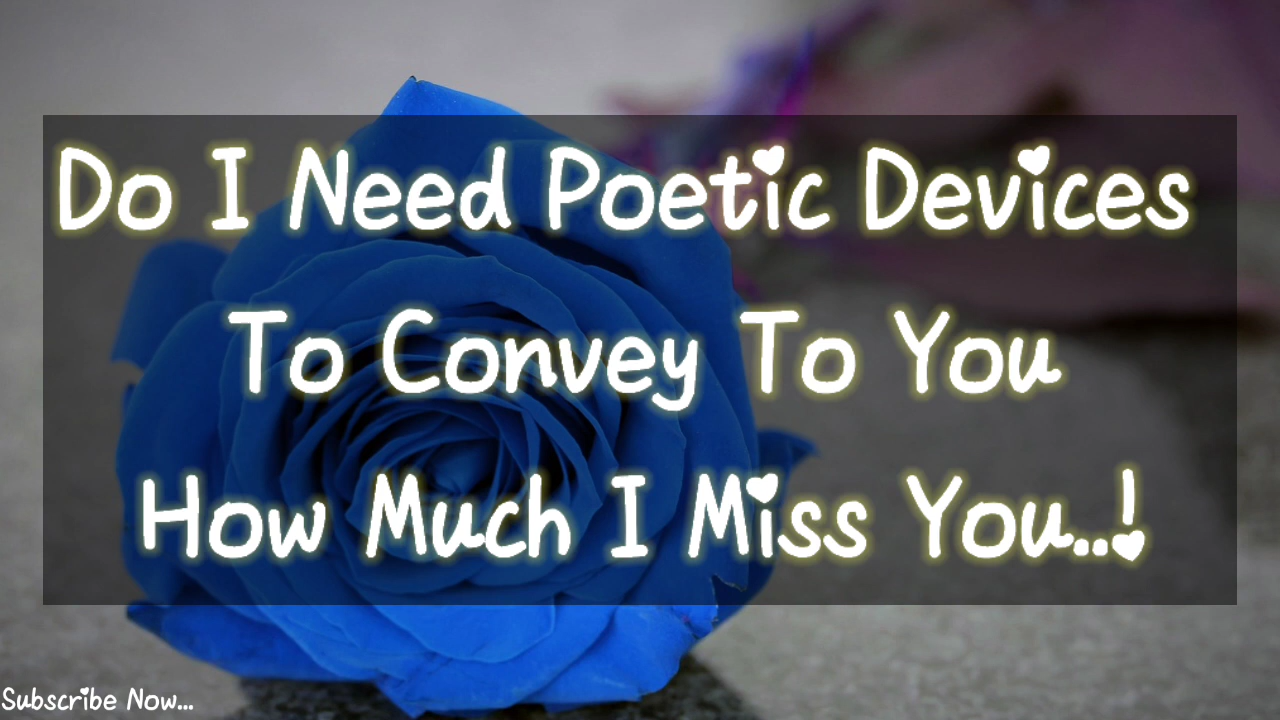 Do I Need Poetic Devices
To Convey To You
How Much I Miss You..!
Subscribe Now...